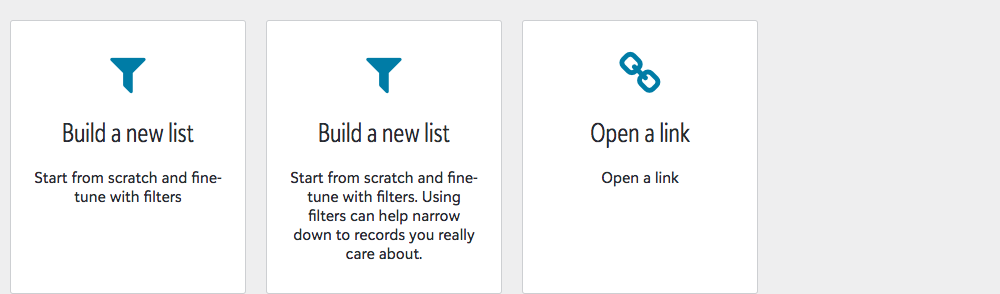 Build a new list
Start from scratch and fine-
tune with filters
Build a new list
Start from scratch and fine-
tune with filters. Using
filters can help narrow
down to records you really
care about.
Open a link
Open a link